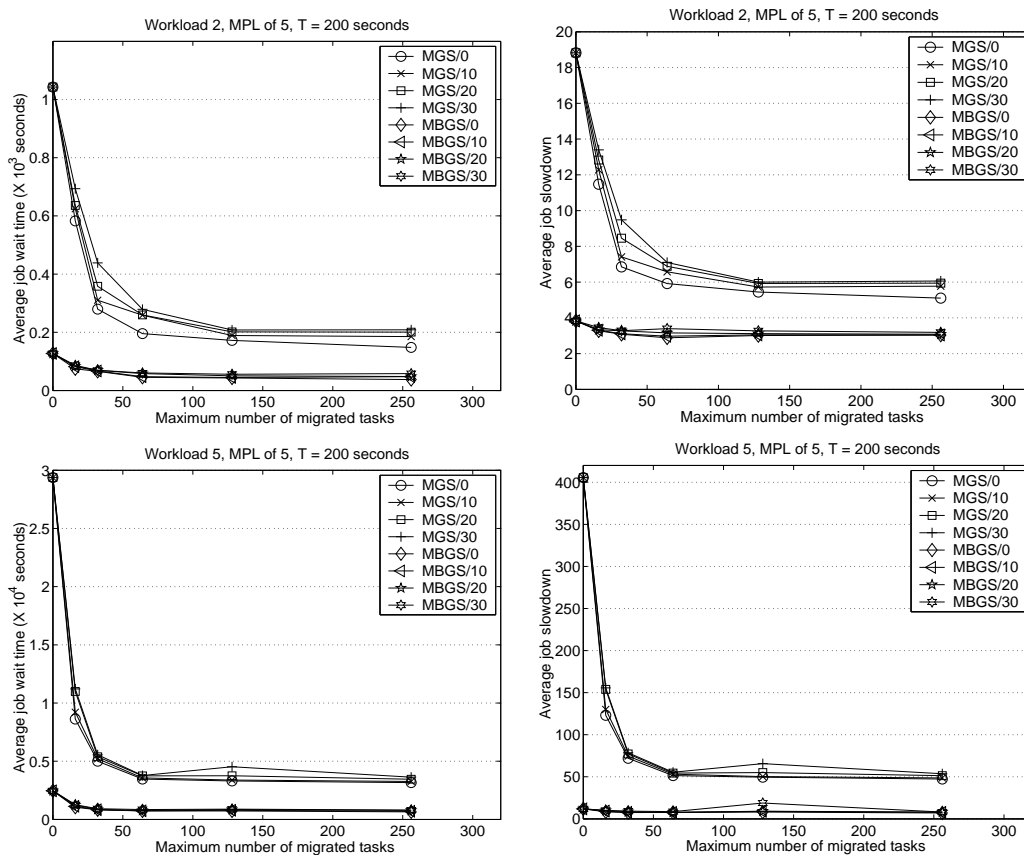 Workload 2, MPL of 5, T = 200 seconds
Average job wait time (X 10³ seconds)
1
0.8
0.6
0.4
0.2
0
0 50 100 150 200 250 300
Maximum number of migrated tasks
MGS/0
MGS/10
MGS/20
MGS/30
MBGS/0
MBGS/10
MBGS/20
MBGS/30
Workload 2, MPL of 5, T = 200 seconds
Average job slowdown
20
18
16
14
12
10
8
6
4
2
0
0 50 100 150 200 250 300
Maximum number of migrated tasks
MGS/0
MGS/10
MGS/20
MGS/30
MBGS/0
MBGS/10
MBGS/20
MBGS/30
Workload 5, MPL of 5, T = 200 seconds
Average job wait time (X 10⁴ seconds)
3
2.5
2
1.5
1
0.5
0
0 50 100 150 200 250 300
Maximum number of migrated tasks
MGS/0
MGS/10
MGS/20
MGS/30
MBGS/0
MBGS/10
MBGS/20
MBGS/30
Workload 5, MPL of 5, T = 200 seconds
Average job slowdown
400
350
300
250
200
150
100
50
0
0 50 100 150 200 250 300
Maximum number of migrated tasks
MGS/0
MGS/10
MGS/20
MGS/30
MBGS/0
MBGS/10
MBGS/20
MBGS/30